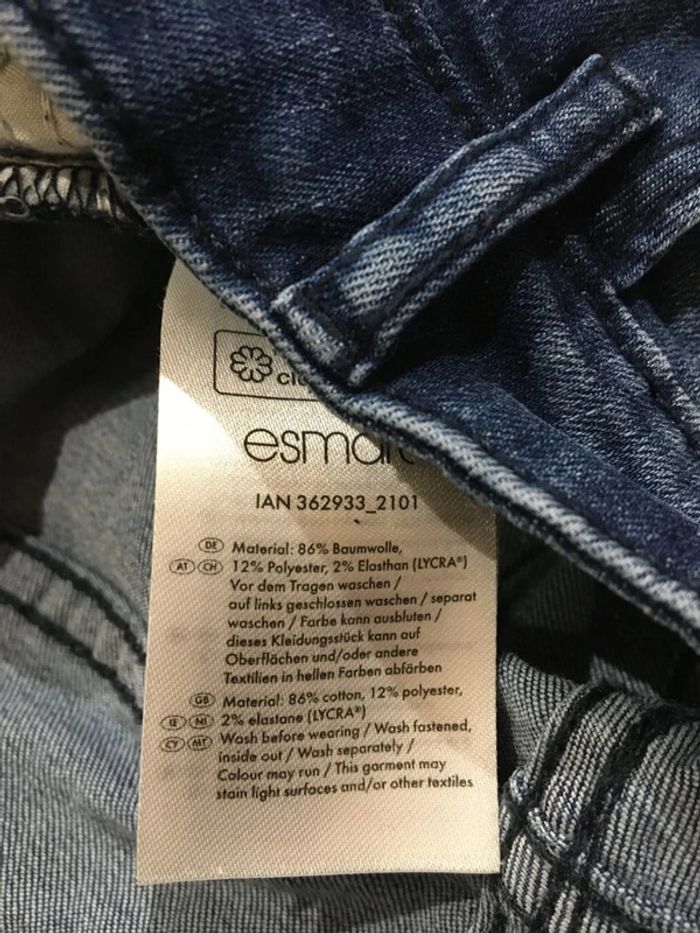 IAN 362933_2101
DE Material: 86% Baumwolle,
AT CH 12% Polyester, 2% Elasthan (LYCRA®)
Vor dem Tragen waschen /
auf links geschlossen waschen / separat
waschen / Farbe kann ausbluten /
dieses Kleidungsstück kann auf
Oberflächen und/oder andere
Textilien in hellen Farben abfärben
GB Material: 86% cotton, 12% polyester,
IE NI 2% elastane (LYCRA®)
CY MT Wash before wearing / Wash fastened,
inside out / Wash separately /
Colour may run / This garment may
stain light surfaces and/or other textiles